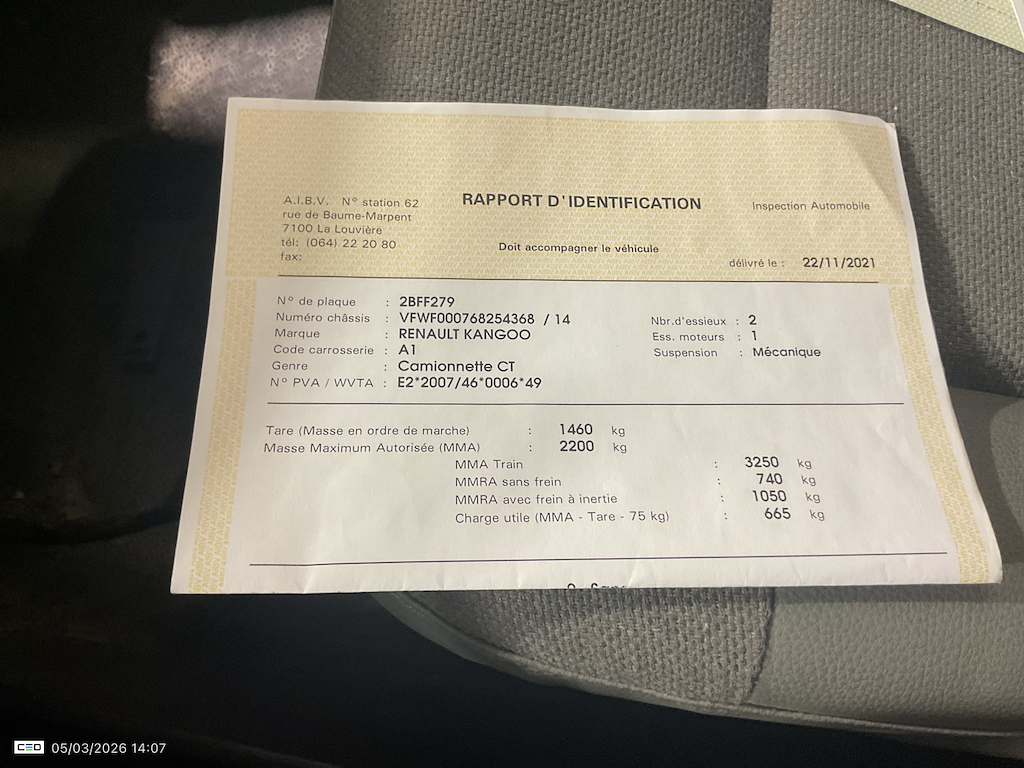 A.I.B.V. N° station 62
rue de Baume-Marpent
7100 La Louvière
tél: (064) 22 20 80
fax:
RAPPORT D'IDENTIFICATION
Doit accompagner le véhicule
Inspection Automobile
délivré le : 22/11/2021
N° de plaque : 2BFF279
Numéro châssis : VFWF000768254368 / 14
Marque : RENAULT KANGOO
Code carrosserie : A1
Genre : Camionnette CT
N° PVA / WVTA : E2*2007/46*0006*49
Nbr.d'essieux : 2
Ess. moteurs : 1
Suspension : Mécanique
Tare (Masse en ordre de marche) : 1460 kg
Masse Maximum Autorisée (MMA) : 2200 kg
MMA Train : 3250 kg
MMRA sans frein : 740 kg
MMRA avec frein à inertie : 1050 kg
Charge utile (MMA - Tare - 75 kg) : 665 kg
CEO 05/03/2026 14:07